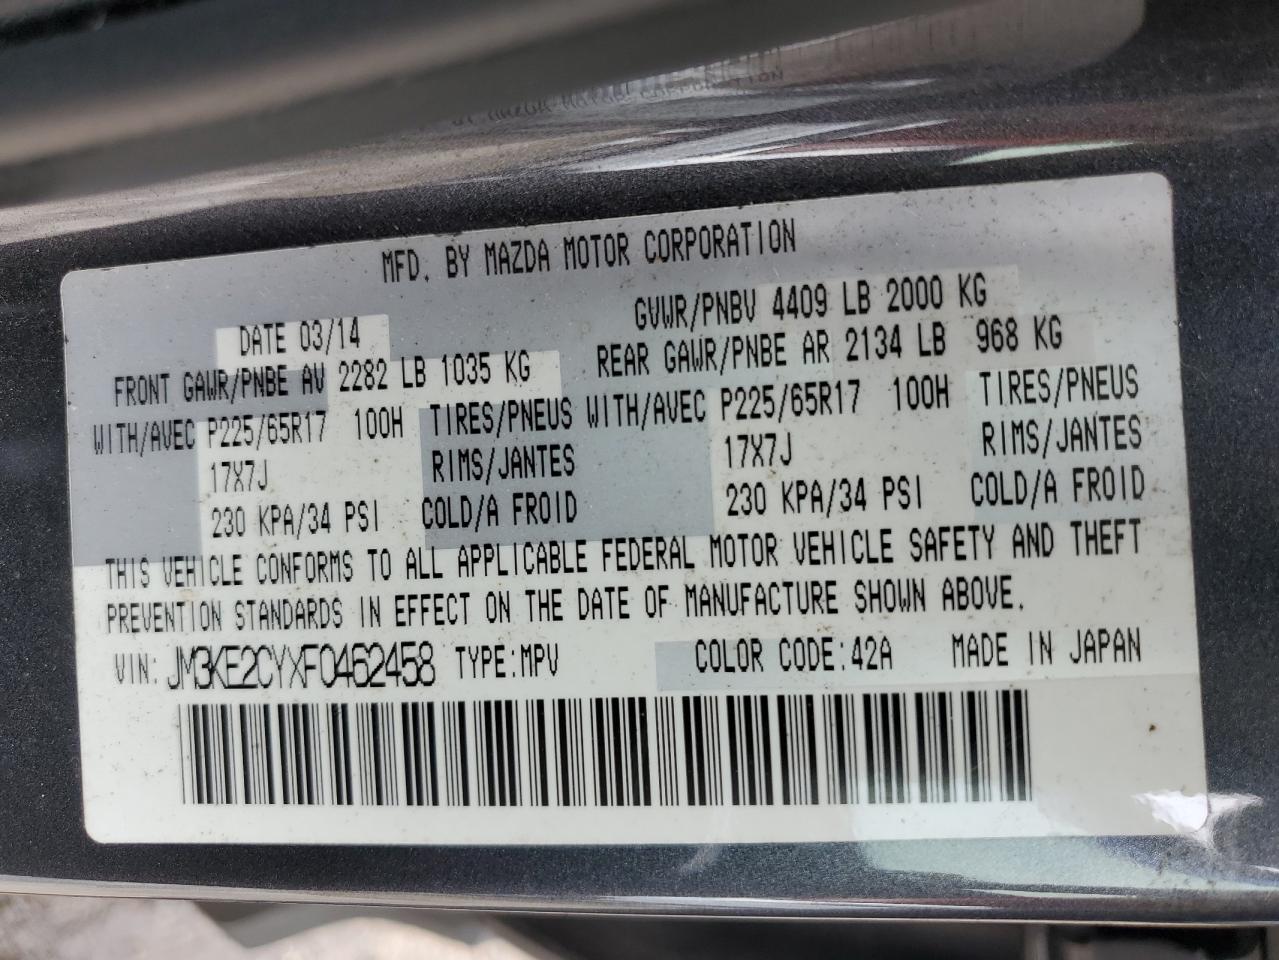 MFD. BY MAZDA MOTOR CORPORATION
DATE 03/14 GVWR/PNBV 4409 LB 2000 KG
FRONT GAWR/PNBE AV 2282 LB 1035 KG REAR GAWR/PNBE AR 2134 LB 968 KG
WITH/AVEC P225/65R17 100H TIRES/PNEUS WITH/AVEC P225/65R17 100H TIRES/PNEUS
17X7J RIMS/JANTES 17X7J RIMS/JANTES
230 KPA/34 PSI COLD/A FROID 230 KPA/34 PSI COLD/A FROID
THIS VEHICLE CONFORMS TO ALL APPLICABLE FEDERAL MOTOR VEHICLE SAFETY AND THEFT
PREVENTION STANDARDS IN EFFECT ON THE DATE OF MANUFACTURE SHOWN ABOVE.
VIN: JM3KE2CYXF0462458 TYPE:MPV COLOR CODE:42A MADE IN JAPAN